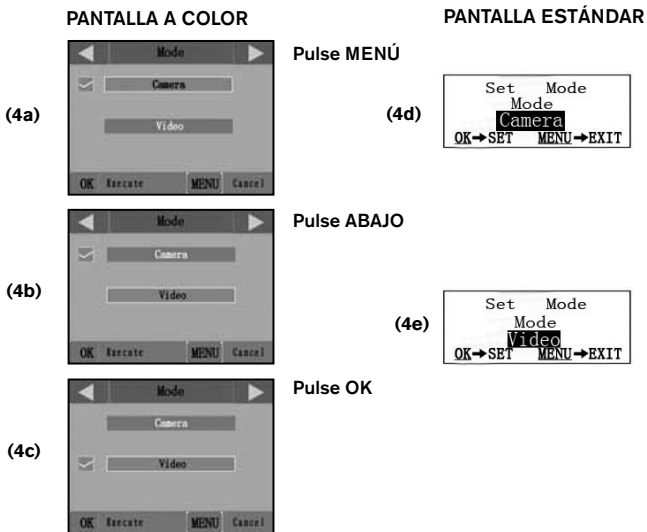 PANTALLA A COLOR
PANTALLA ESTÁNDAR
(4a)
Mode
Camera
Video
OK Execute MENU Cancel
Pulse MENÚ
(4d)
Set Mode
Mode
Camera
OK→SET MENU→EXIT
(4b)
Mode
Camera
Video
OK Execute MENU Cancel
Pulse ABAJO
(4e)
Set Mode
Mode
Video
OK→SET MENU→EXIT
(4c)
Mode
Camera
Video
OK Execute MENU Cancel
Pulse OK